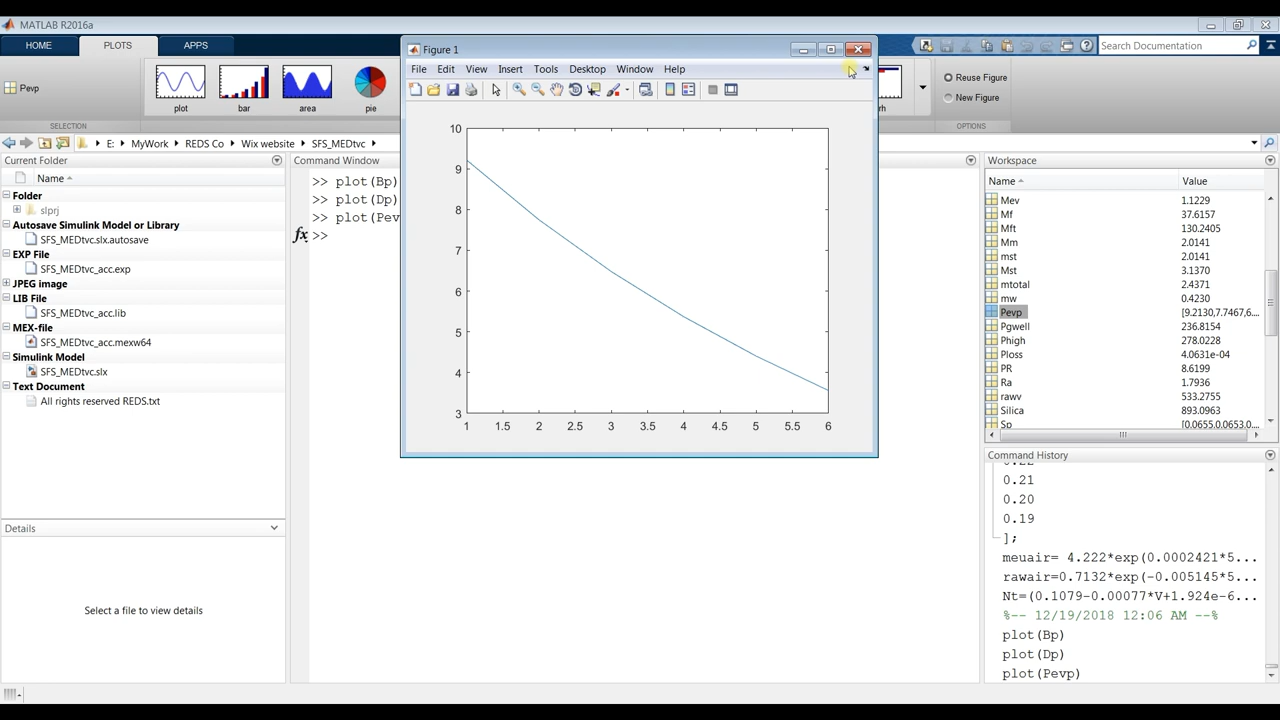 MATLAB R2016a
HOME
PLOTS
APPS
Search Documentation
Pevp
plot
bar
area
pie
rh
Reuse Figure
New Figure
SELECTION
OPTIONS
E: MyWork REDS Co Wix website SFS_MEDtvc
Current Folder
Name
Folder
slprj
Autosave Simulink Model or Library
SFS_MEDtvc.slx.autosave
EXP File
SFS_MEDtvc_acc.exp
JPEG image
LIB File
SFS_MEDtvc_acc.lib
MEX-file
SFS_MEDtvc_acc.mexw64
Simulink Model
SFS_MEDtvc.slx
Text Document
All rights reserved REDS.txt
Details
Select a file to view details
Command Window
>> plot(Bp)
>> plot(Dp)
>> plot(Pev
fx >>
Figure 1
File Edit View Insert Tools Desktop Window Help
10
9
8
7
6
5
4
3
1 1.5 2 2.5 3 3.5 4 4.5 5 5.5 6
Workspace
Name Value
Mev 1.1229
Mf 37.6157
Mft 130.2405
Mm 2.0141
mst 2.0141
Mst 3.1370
mtotal 2.4371
mw 0.4230
Pevp [9.2130,7.7467,6....
Pgwell 236.8154
Phigh 278.0228
Ploss 4.0631e-04
PR 8.6199
Ra 1.7936
rawv 533.2755
Silica 893.0963
Sp [0.0655,0.0653,0....
Command History
0.22
0.21
0.20
0.19
];
meuair= 4.222*exp(0.0002421*5...
rawair=0.7132*exp(-0.005145*5...
Nt=(0.1079-0.00077*V+1.924e-6...
%-- 12/19/2018 12:06 AM --%
plot(Bp)
plot(Dp)
plot(Pevp)